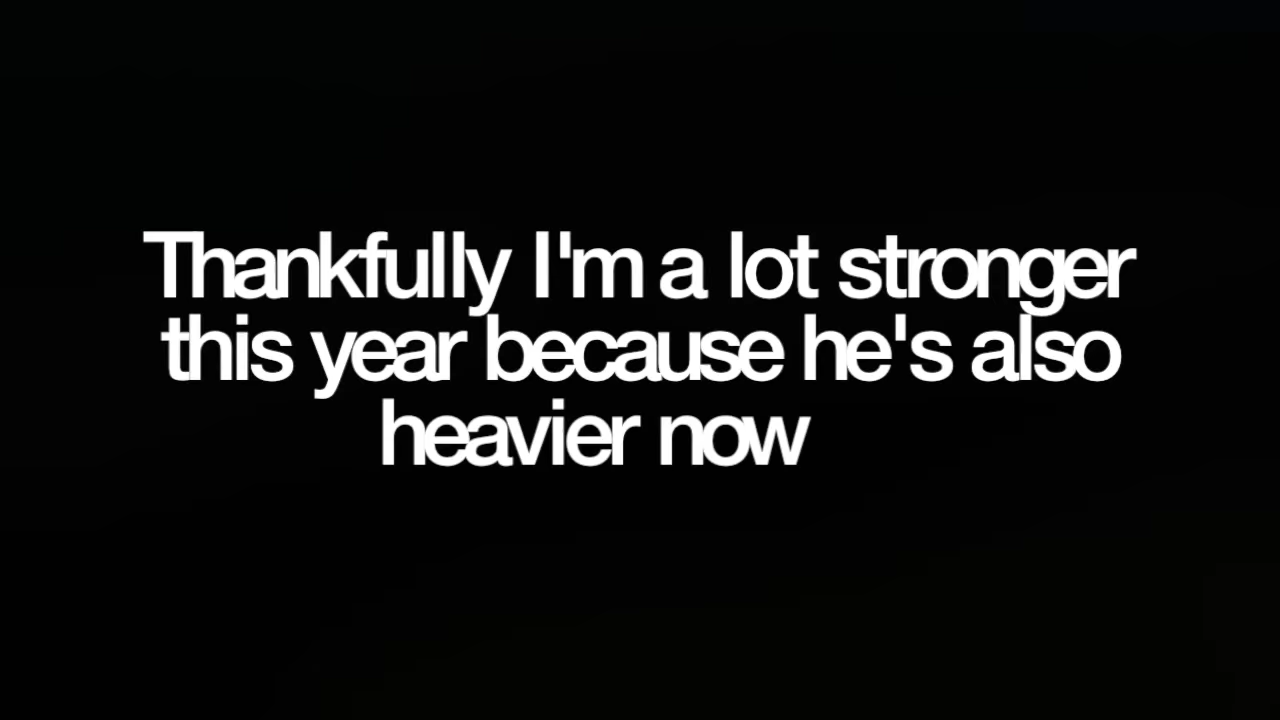 Thankfully I'm a lot stronger
this year because he's also
heavier now